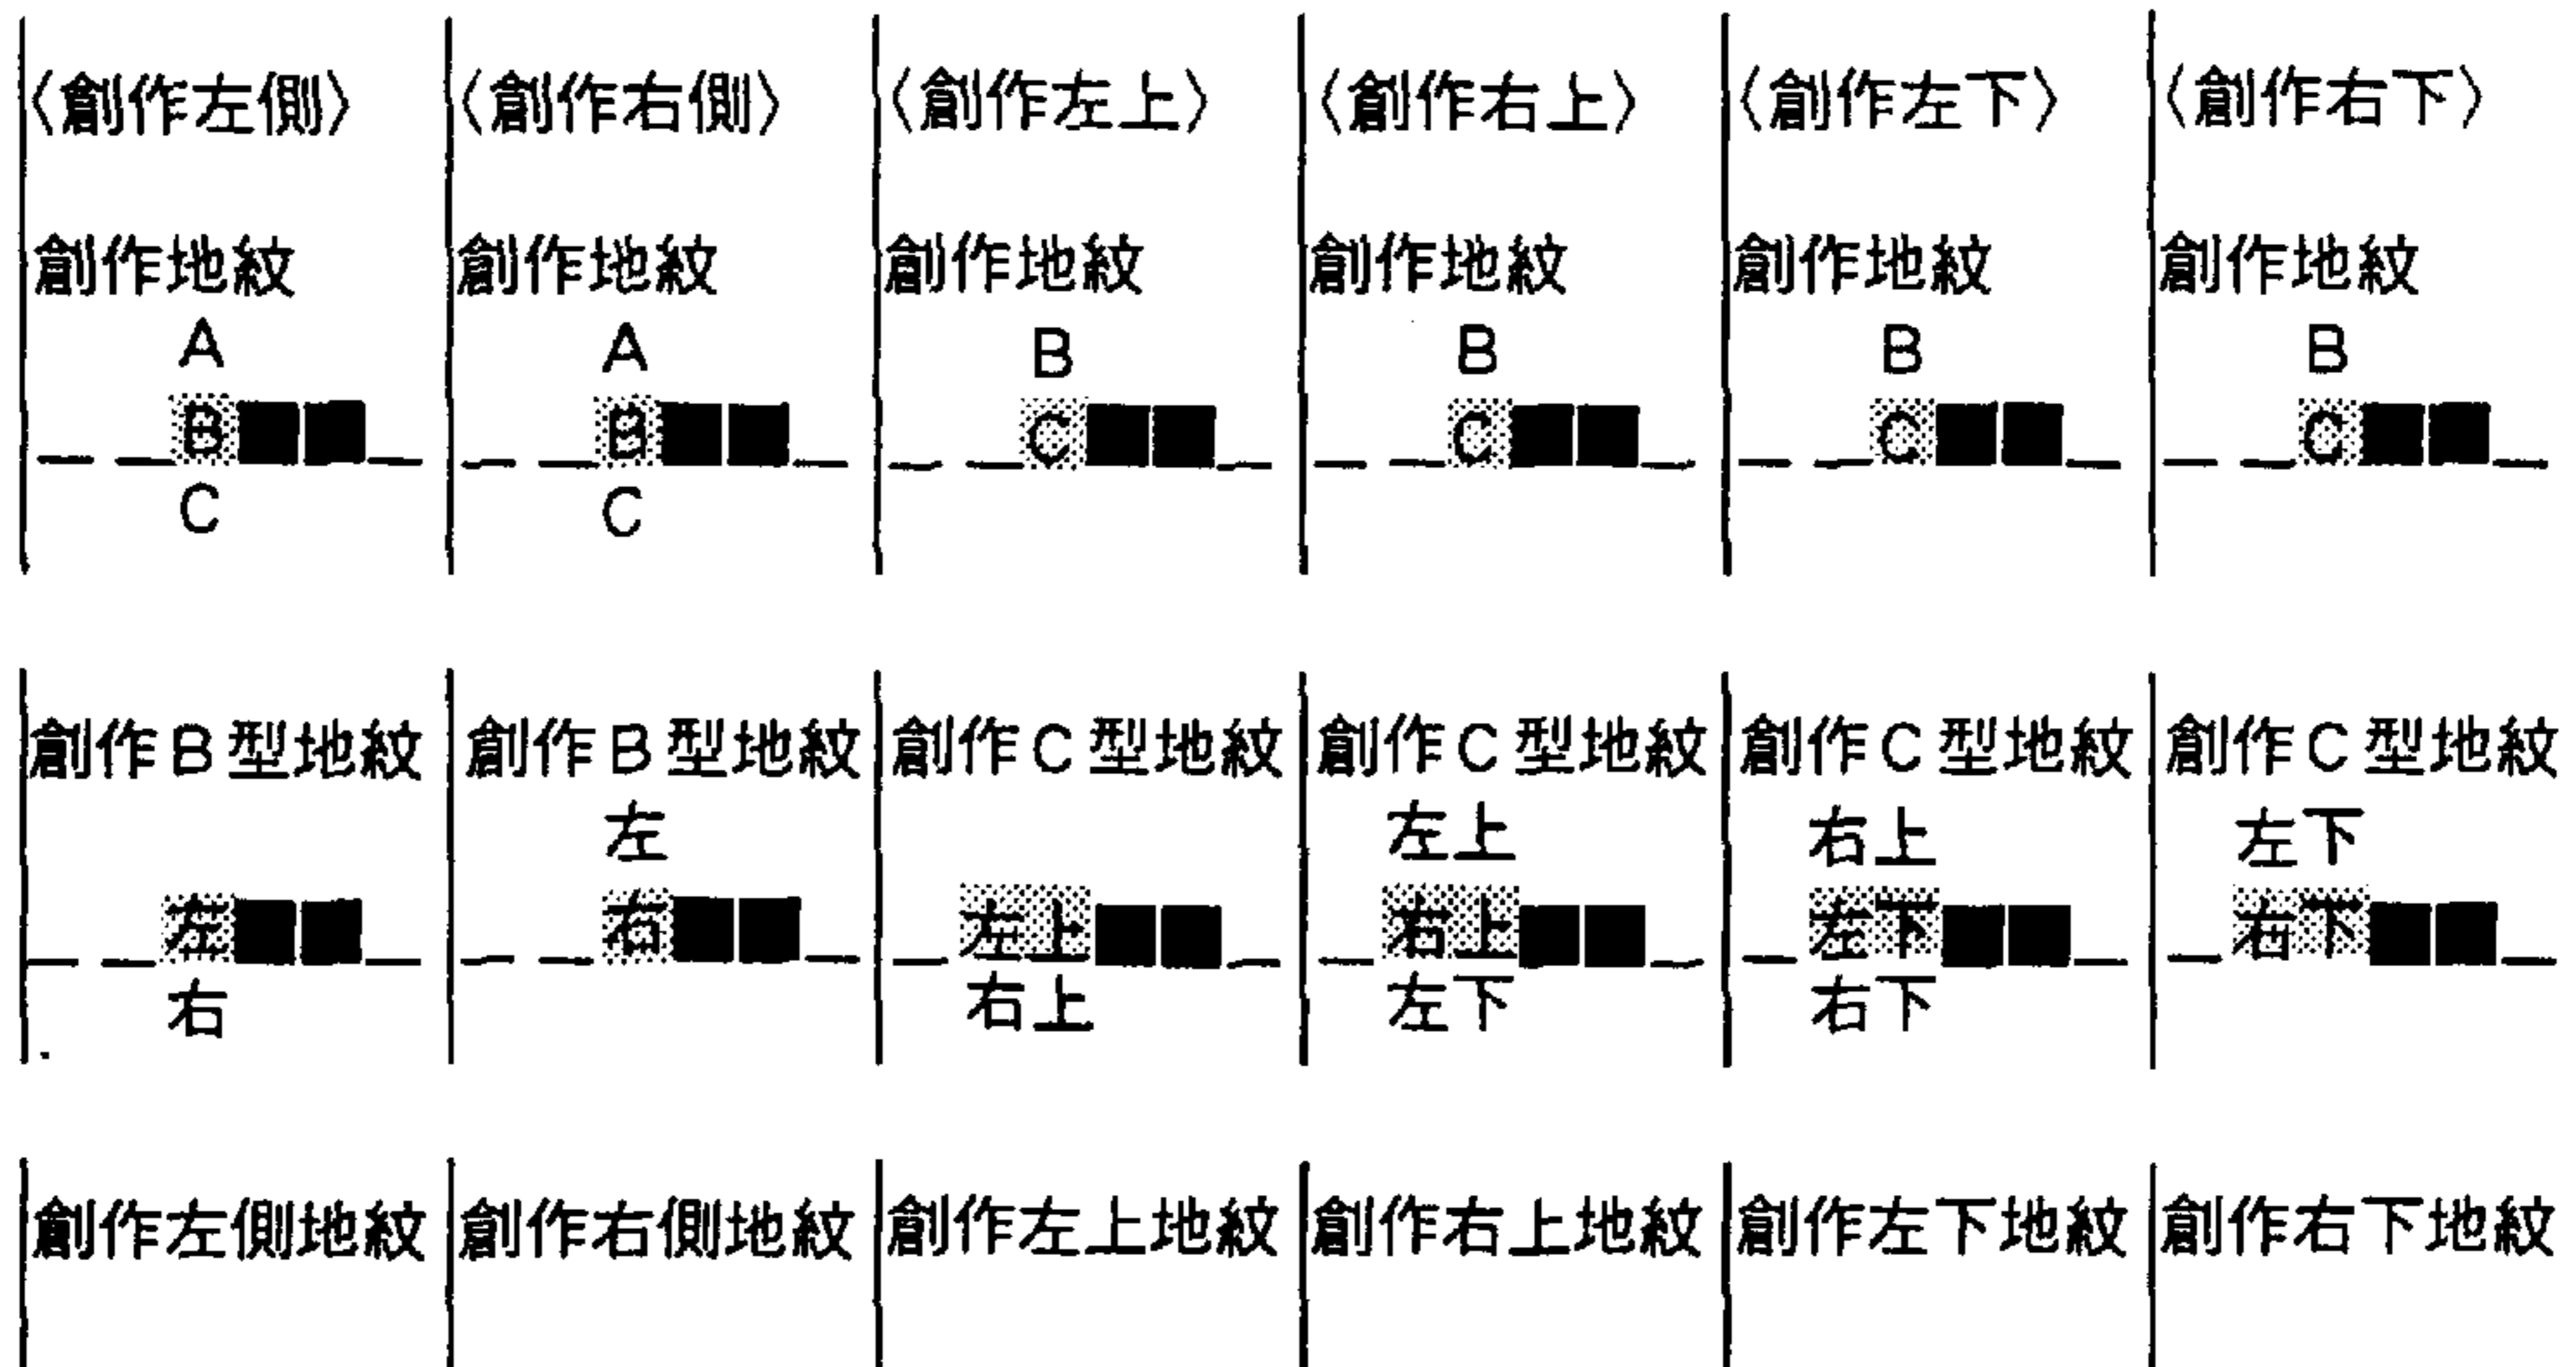 〈創作左側〉 〈創作右側〉 〈創作左上〉 〈創作右上〉 〈創作左下〉 〈創作右下〉
創作地紋 創作地紋 創作地紋 創作地紋 創作地紋 創作地紋
A A B B B B
B B C C C C
C C
創作B型地紋 創作B型地紋 創作C型地紋 創作C型地紋 創作C型地紋 創作C型地紋
左 左上 右上 左下
左 右 左上 右上 左下 右下
右 右上 左下 右下
創作左側地紋 創作右側地紋 創作左上地紋 創作右上地紋 創作左下地紋 創作右下地紋